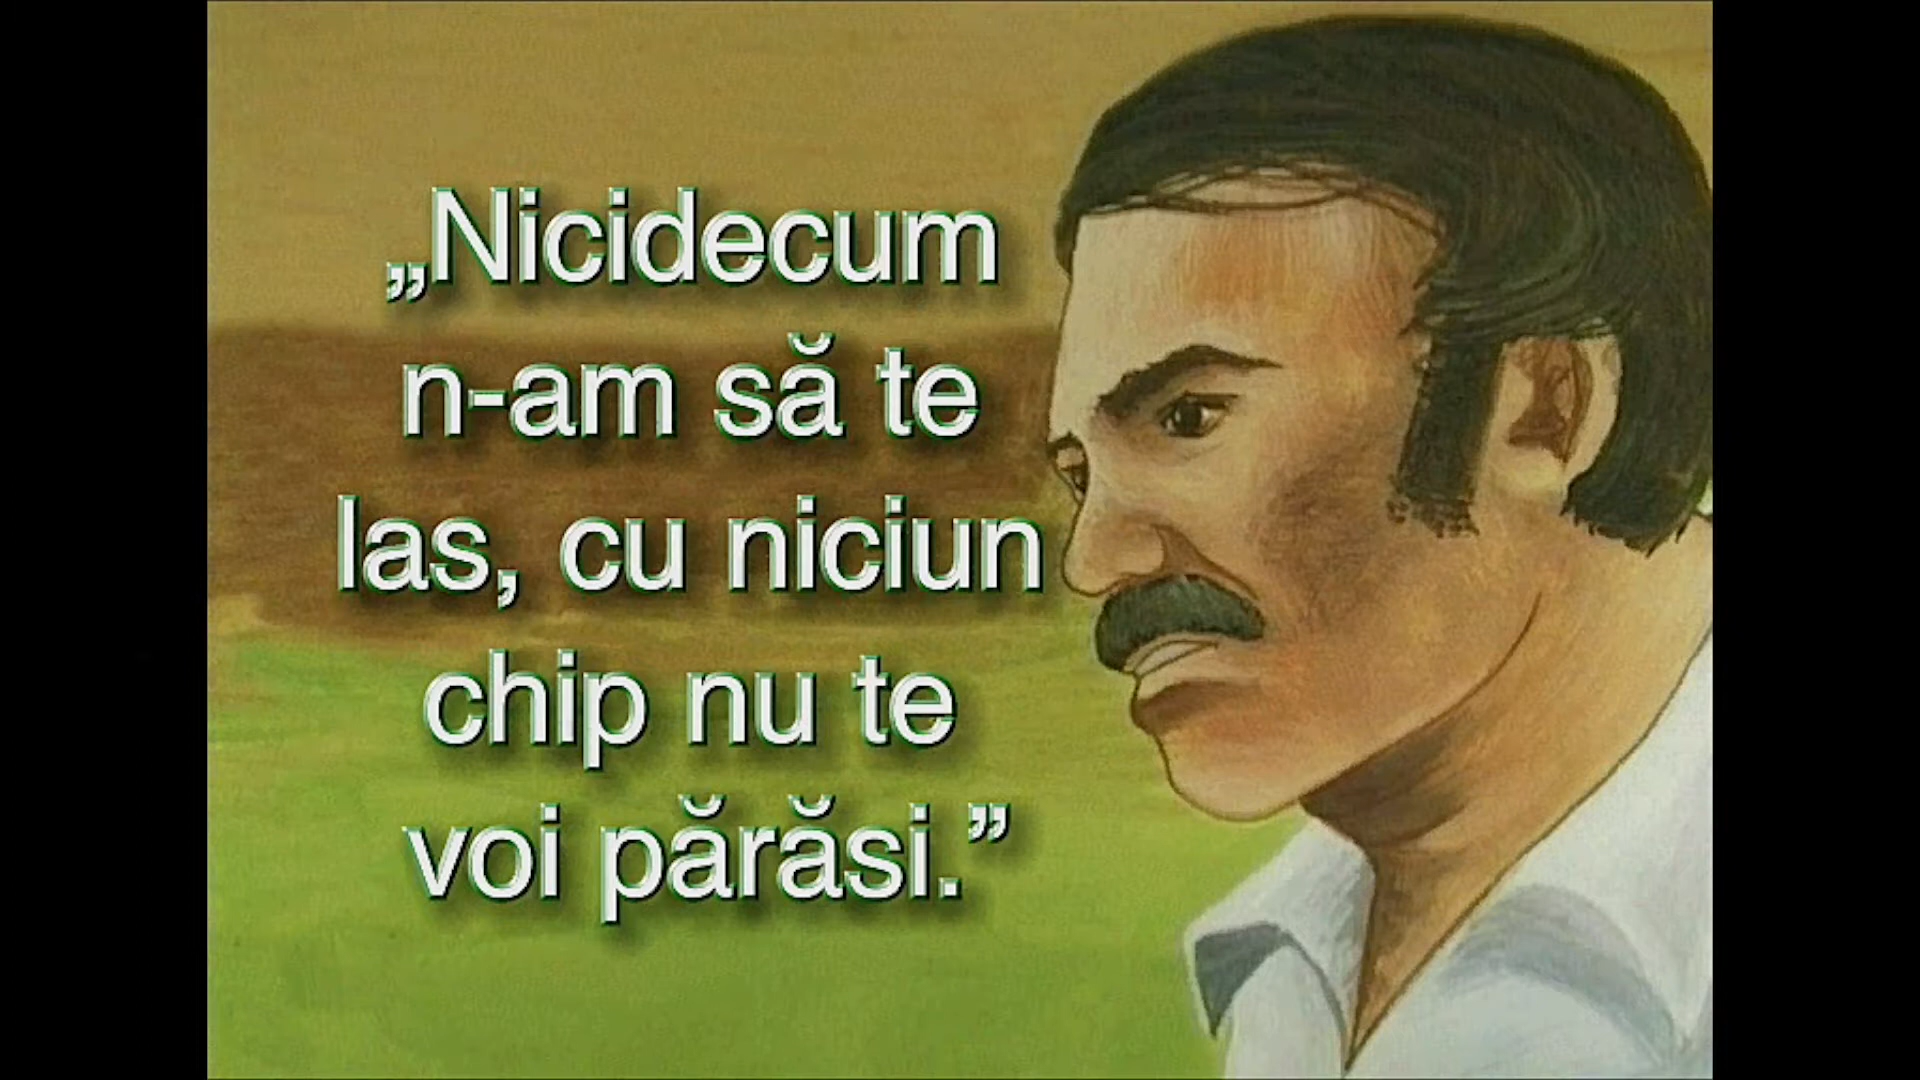 „Nicidecum
n-am să te
las, cu niciun
chip nu te
voi părăsi.”